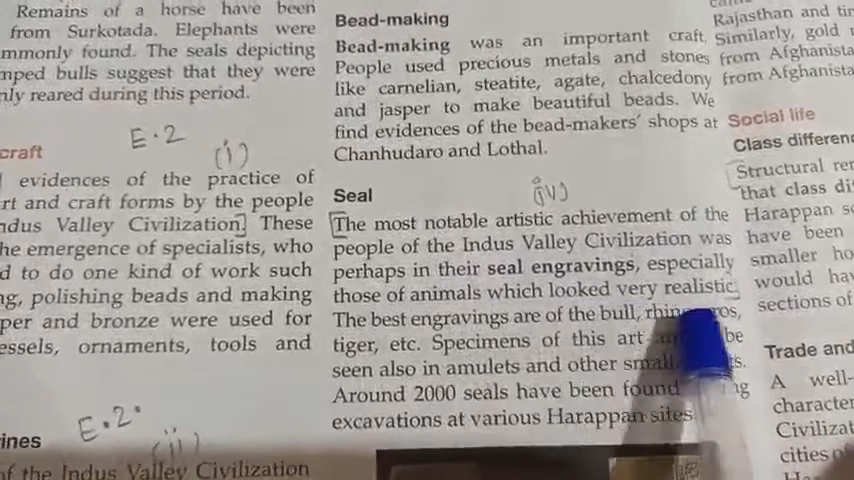 Remains of a horse have been
from Surkotada. Elephants were
mmonly found. The seals depicting
mped bulls suggest that they were
nly reared during this period.
E.2
(i)
craft
evidences of the practice of
rt and craft forms by the people
ndus Valley Civilization] These
he emergence of specialists, who
d to do one kind of work such
ng, polishing beads and making
per and bronze were used for
essels, ornaments, tools and
E.2.
(ii)
ines
of the Indus Valley Civilization
Bead-making
Bead-making was an important craft.
People used precious metals and stones
like carnelian, steatite, agate, chalcedony
and jasper to make beautiful beads. We
find evidences of the bead-makers' shops at
Chanhudaro and Lothal.
Seal
(iv)
[The most notable artistic achievement of the
people of the Indus Valley Civilization was
perhaps in their seal engravings, especially
those of animals which looked very realistic.
The best engravings are of the bull,
tiger, etc. Specimens of this art be
seen also in amulets and other small
Around 2000 seals have been found
excavations at various Harappan sites.
Rajasthan and tin
Similarly, gold
from Afghanista
from Afghanista
Social life
Class differenc
Structural rem
that class di
Harappan so
have been
smaller ho
would hav
sections of
Trade and
A well-
character
Civilizat
cities of